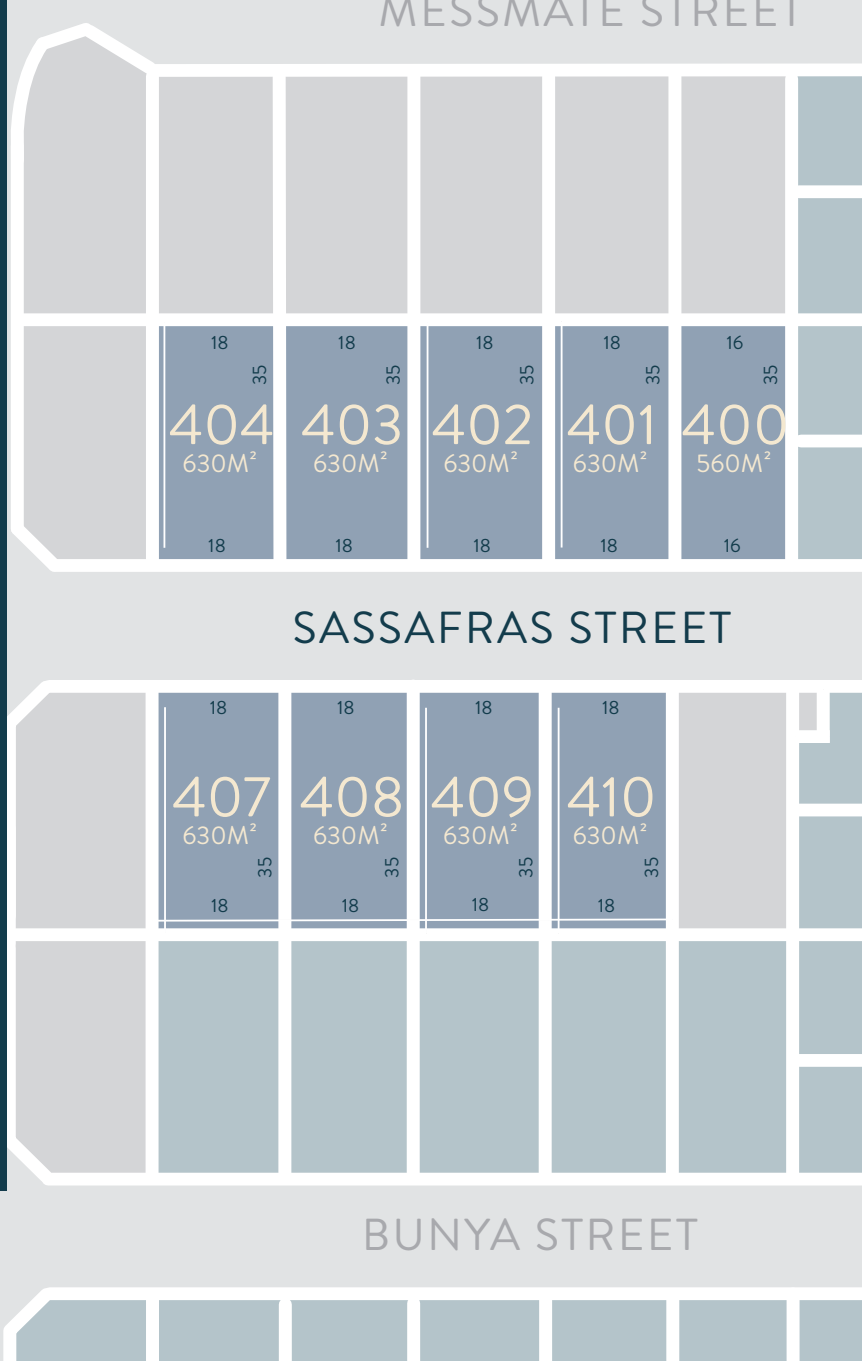 MESSMATE STREET
18 18 18 18 16
35 35 35 35 35
404 403 402 401 400
630M² 630M² 630M² 630M² 560M²
18 18 18 18 16
SASSAFRAS STREET
18 18 18 18
407 408 409 410
630M² 630M² 630M² 630M²
35 35 35 35
18 18 18 18
BUNYA STREET